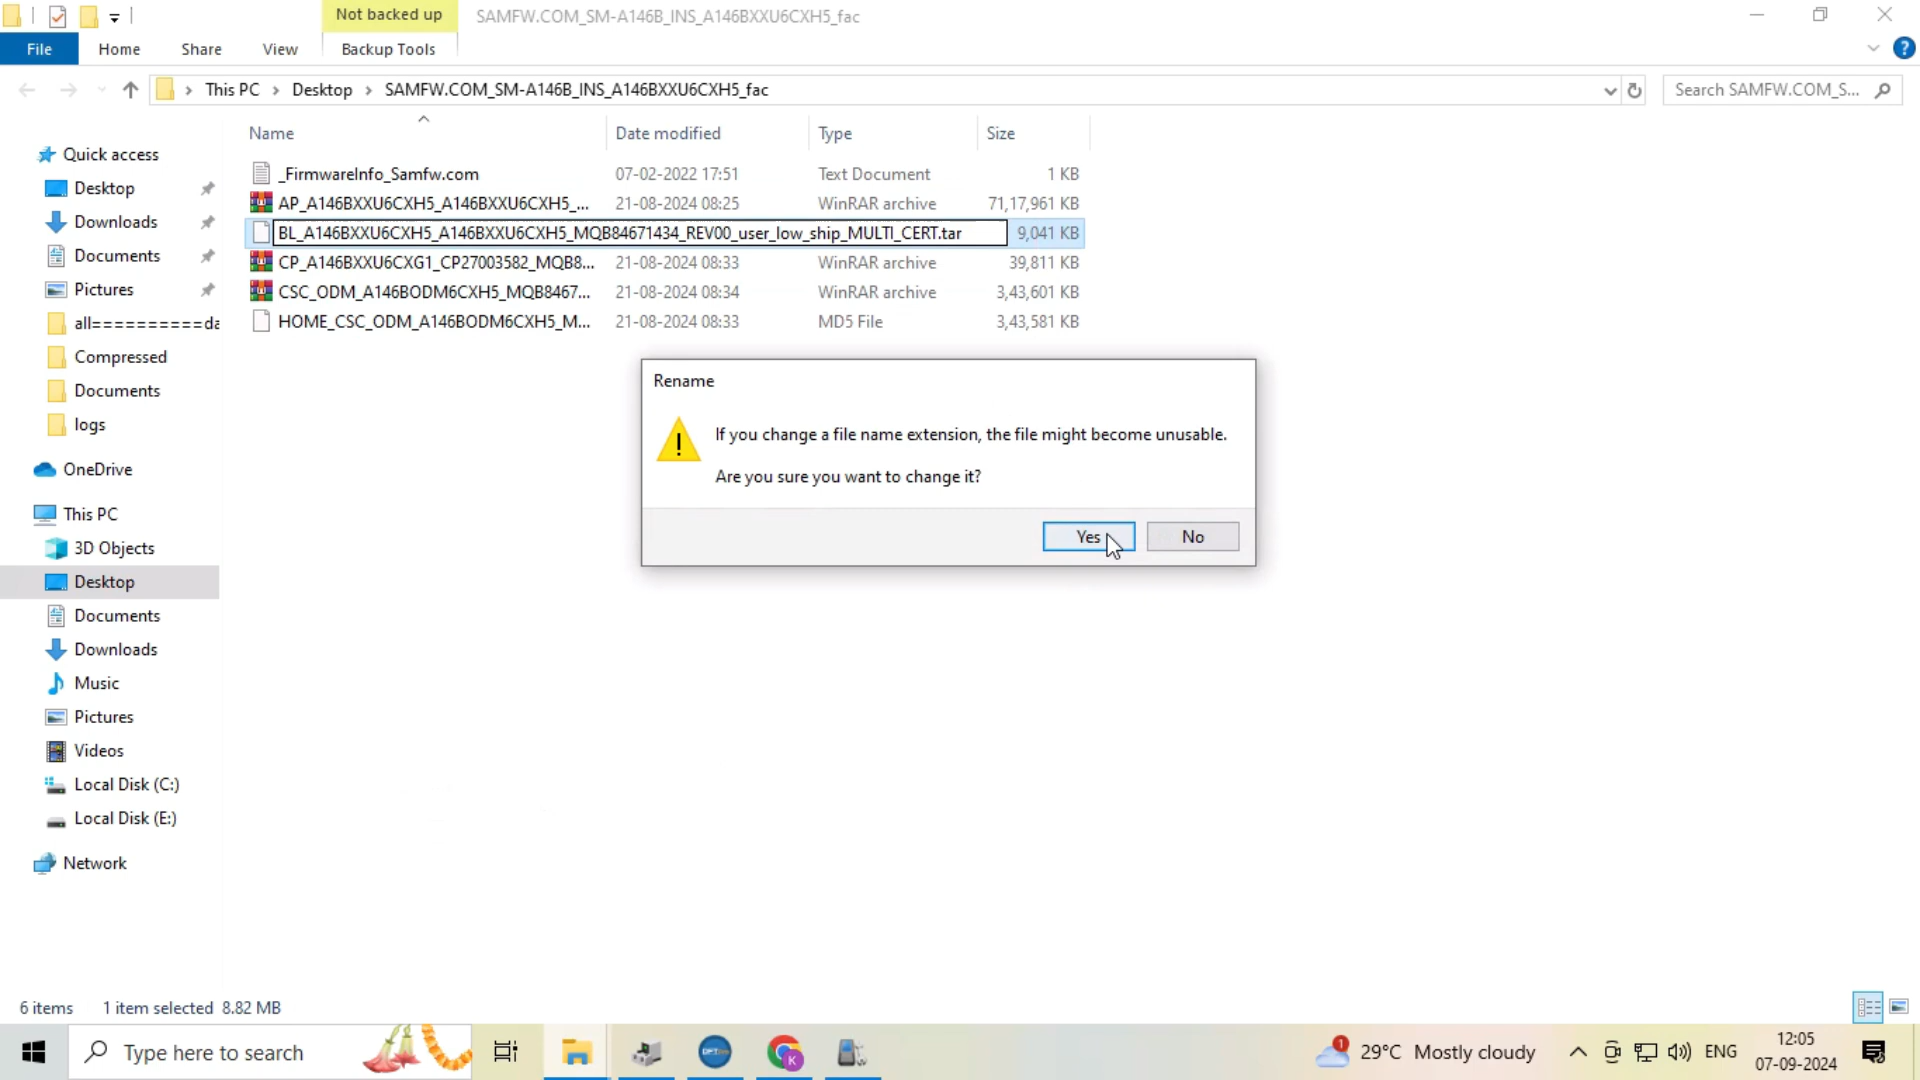 Not backed up
SAMFW.COM_SM-A146B_INS_A146BXXU6CXH5_fac
File Home Share View Backup Tools
This PC Desktop SAMFW.COM_SM-A146B_INS_A146BXXU6CXH5_fac
Search SAMFW.COM_S...
Name Date modified Type Size
_FirmwareInfo_Samfw.com 07-02-2022 17:51 Text Document 1 KB
AP_A146BXXU6CXH5_A146BXXU6CXH5_... 21-08-2024 08:25 WinRAR archive 71,17,961 KB
BL_A146BXXU6CXH5_A146BXXU6CXH5_MQB84671434_REV00_user_low_ship_MULTI_CERT.tar 9,041 KB
CP_A146BXXU6CXG1_CP27003582_MQB8... 21-08-2024 08:33 WinRAR archive 39,811 KB
CSC_ODM_A146BODM6CXH5_MQB8467... 21-08-2024 08:34 WinRAR archive 3,43,601 KB
HOME_CSC_ODM_A146BODM6CXH5_M... 21-08-2024 08:33 MD5 File 3,43,581 KB
Quick access
Desktop
Downloads
Documents
Pictures
all==========da
Compressed
Documents
logs
OneDrive
This PC
3D Objects
Desktop
Documents
Downloads
Music
Pictures
Videos
Local Disk (C:)
Local Disk (E:)
Network
Rename
If you change a file name extension, the file might become unusable.
Are you sure you want to change it?
Yes No
6 items 1 item selected 8.82 MB
Type here to search
1
29°C Mostly cloudy
ENG
12:05
07-09-2024